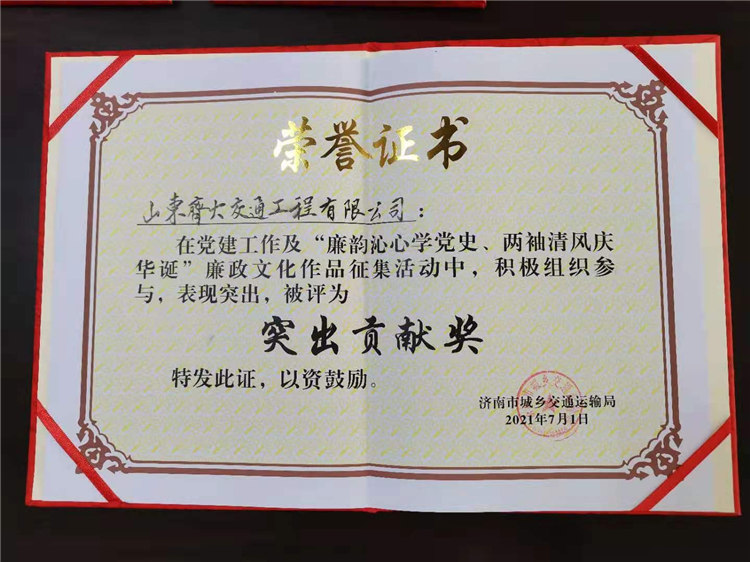 荣誉证书
山东齐大交通工程有限公司：
在党建工作及“廉韵沁心学党史、两袖清风庆
华诞”廉政文化作品征集活动中，积极组织参
与，表现突出，被评为
突出贡献奖
特发此证，以资鼓励。
济南市城乡交通运输局
2021年7月1日